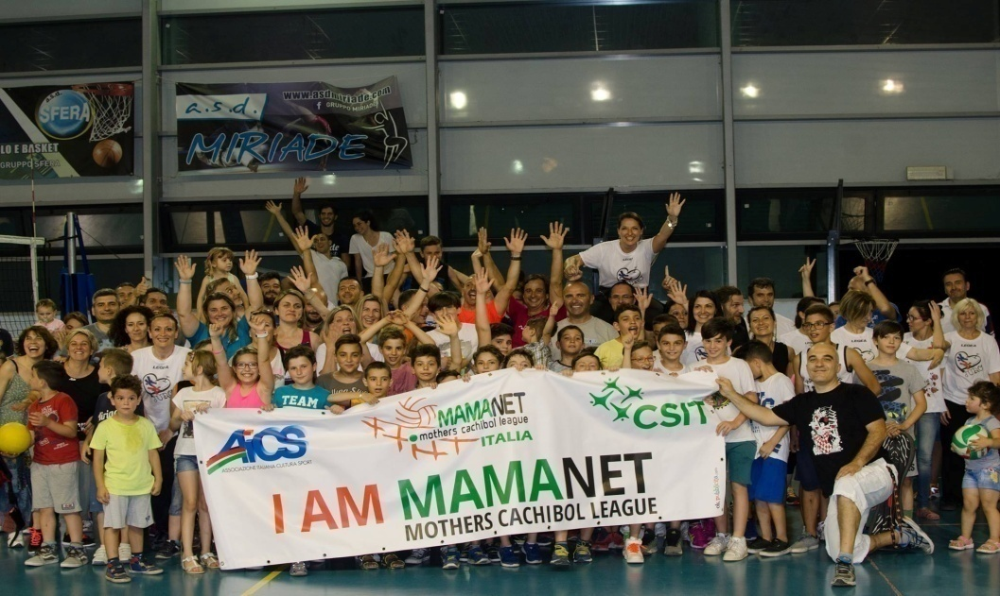 SFERA
LO E BASKET
GRUPPO SFERA
www.asdmiriade.com
f GRUPPO MIRIADE
a.s.d.
MIRIADE
TEAM
AiCS
ASSOCIAZIONE ITALIANA CULTURA SPORT
MAMANET
mothers cachibol league
ITALIA
CSIT
I AM MAMANET
MOTHERS CACHIBOL LEAGUE